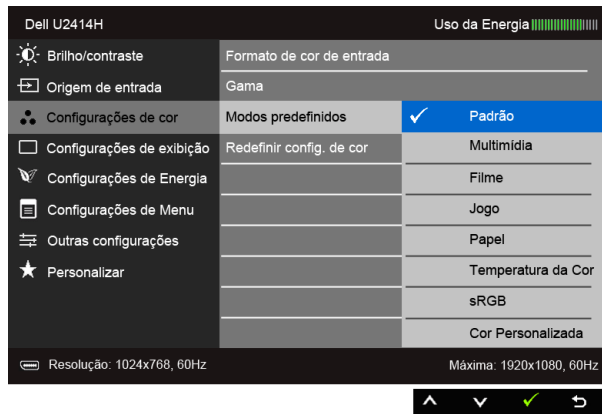 Dell U2414H
Uso da Energia
Brilho/contraste
Formato de cor de entrada
Origem de entrada
Gama
Configurações de cor
Modos predefinidos
Padrão
Configurações de exibição
Redefinir config. de cor
Multimídia
Configurações de Energia
Filme
Configurações de Menu
Jogo
Outras configurações
Papel
Personalizar
Temperatura da Cor
sRGB
Cor Personalizada
Resolução: 1024x768, 60Hz
Máxima: 1920x1080, 60Hz